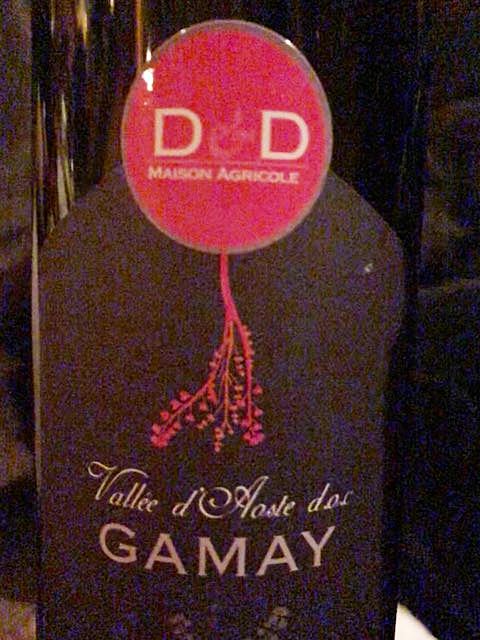 D&D
MAISON AGRICOLE
Vallée d'Aoste d.o.c
GAMAY